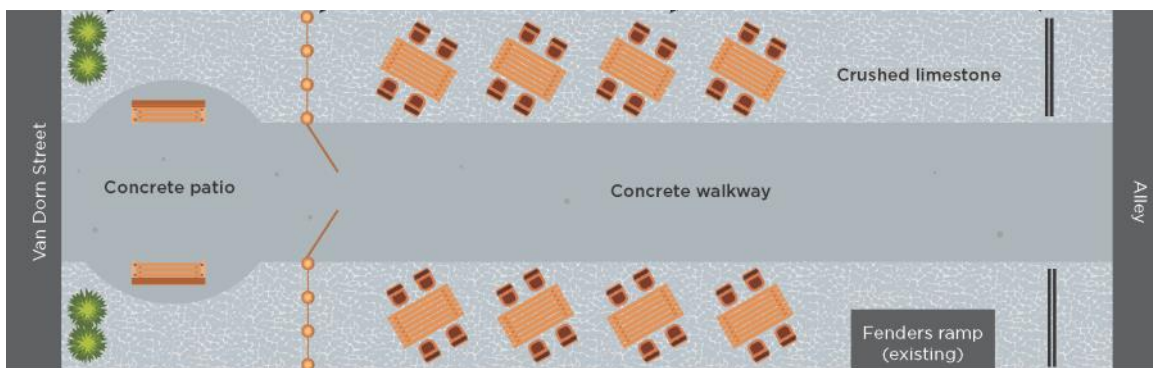 Van Dorn Street
Concrete patio
Crushed limestone
Concrete walkway
Fenders ramp
(existing)
Alley